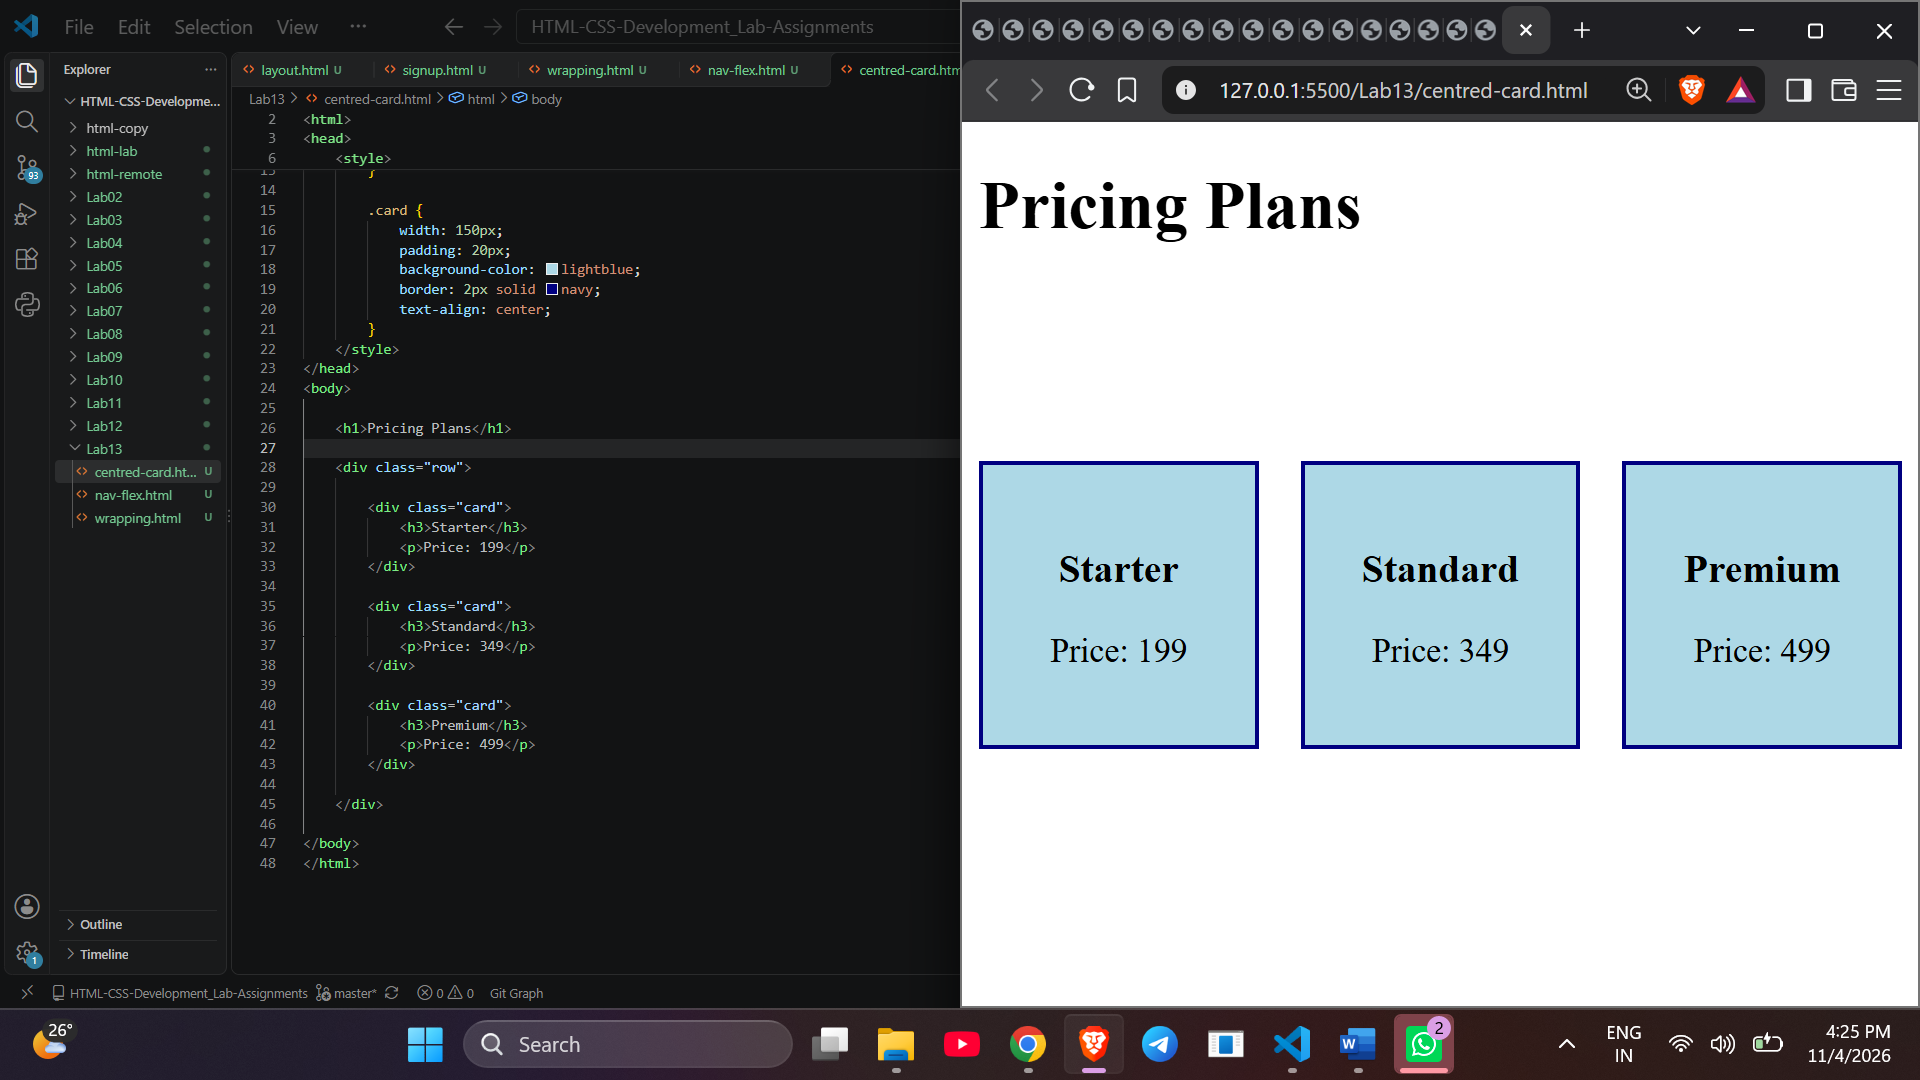 File Edit Selection View ···
HTML-CSS-Development_Lab-Assignments
Explorer ···
HTML-CSS-Developme...
html-copy
html-lab
html-remote
Lab02
Lab03
Lab04
Lab05
Lab06
Lab07
Lab08
Lab09
Lab10
Lab11
Lab12
Lab13
centred-card.ht... U
nav-flex.html U
wrapping.html U
Outline
Timeline
93
1
layout.html U signup.html U wrapping.html U nav-flex.html U centred-card.htm
Lab13 > centred-card.html > html > body
2 <html>
3 <head>
6 <style>
13 }
14
15 .card {
16 width: 150px;
17 padding: 20px;
18 background-color: lightblue;
19 border: 2px solid navy;
20 text-align: center;
21 }
22 </style>
23 </head>
24 <body>
25
26 <h1>Pricing Plans</h1>
27
28 <div class="row">
29
30 <div class="card">
31 <h3>Starter</h3>
32 <p>Price: 199</p>
33 </div>
34
35 <div class="card">
36 <h3>Standard</h3>
37 <p>Price: 349</p>
38 </div>
39
40 <div class="card">
41 <h3>Premium</h3>
42 <p>Price: 499</p>
43 </div>
44
45 </div>
46
47 </body>
48 </html>
HTML-CSS-Development_Lab-Assignments master* 0 0 Git Graph
127.0.0.1:5500/Lab13/centred-card.html
Pricing Plans
Starter
Price: 199
Standard
Price: 349
Premium
Price: 499
26°
Search
W
2
ENG
IN
4:25 PM
11/4/2026